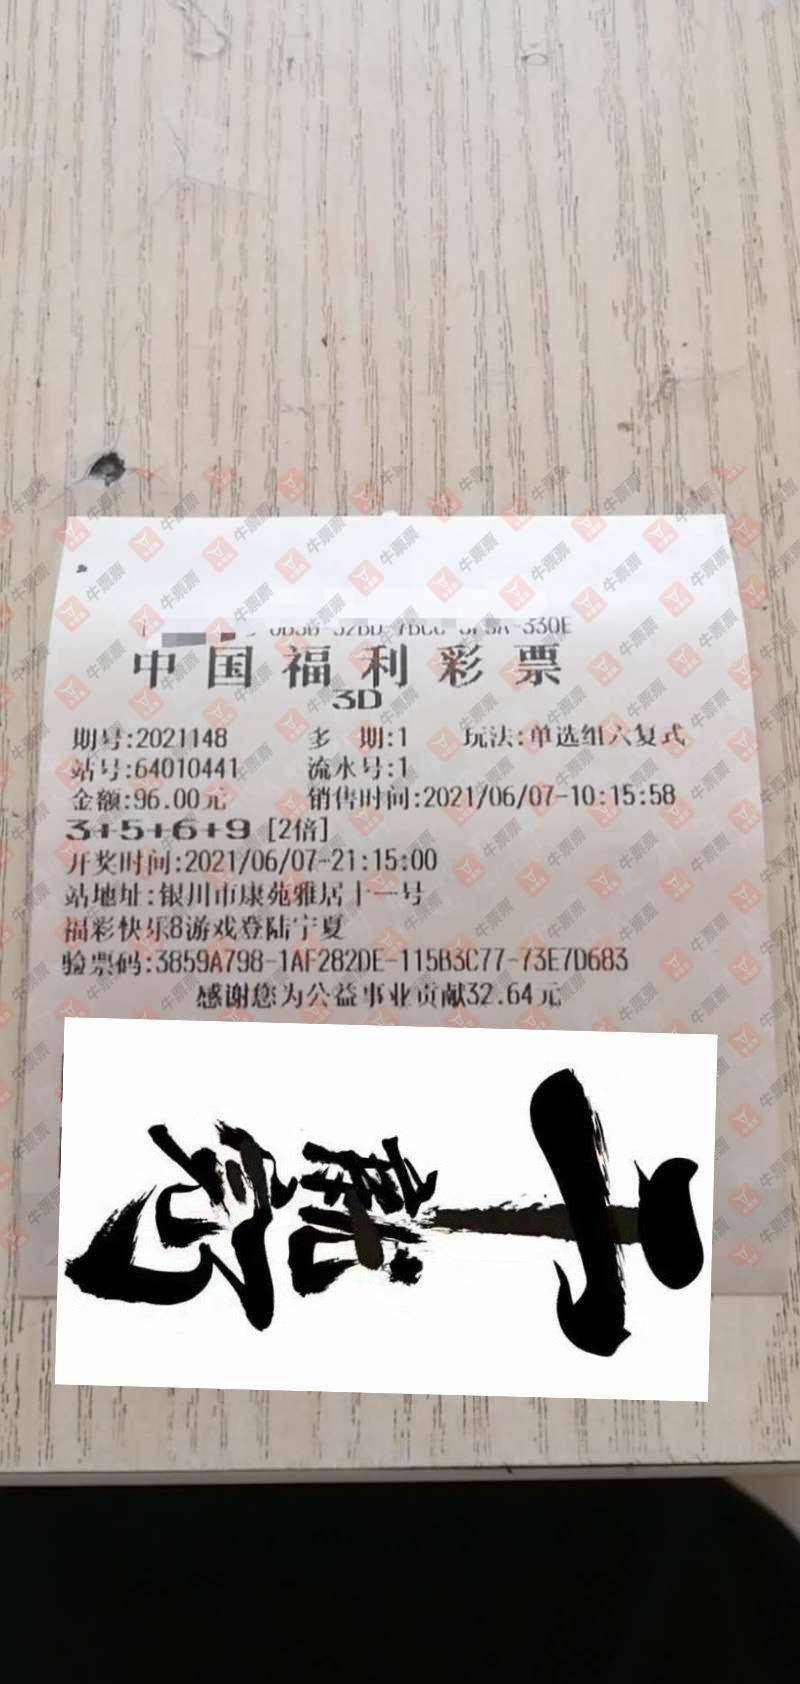 0B5B-52BD-7BCC-5F5A-330E
中国福利彩票
3D
期号:2021148 多 期:1 玩法:单选组六复式
站号:64010441 流水号:1
金额:96.00元 销售时间:2021/06/07-10:15:58
3+5+6+9 [2倍]
开奖时间:2021/06/07-21:15:00
站地址:银川市康苑雅居十一号
福彩快乐8游戏登陆宁夏
验票码:3859A798-1AF282DE-115B3C77-73E7D683
感谢您为公益事业贡献32.64元
牛票票